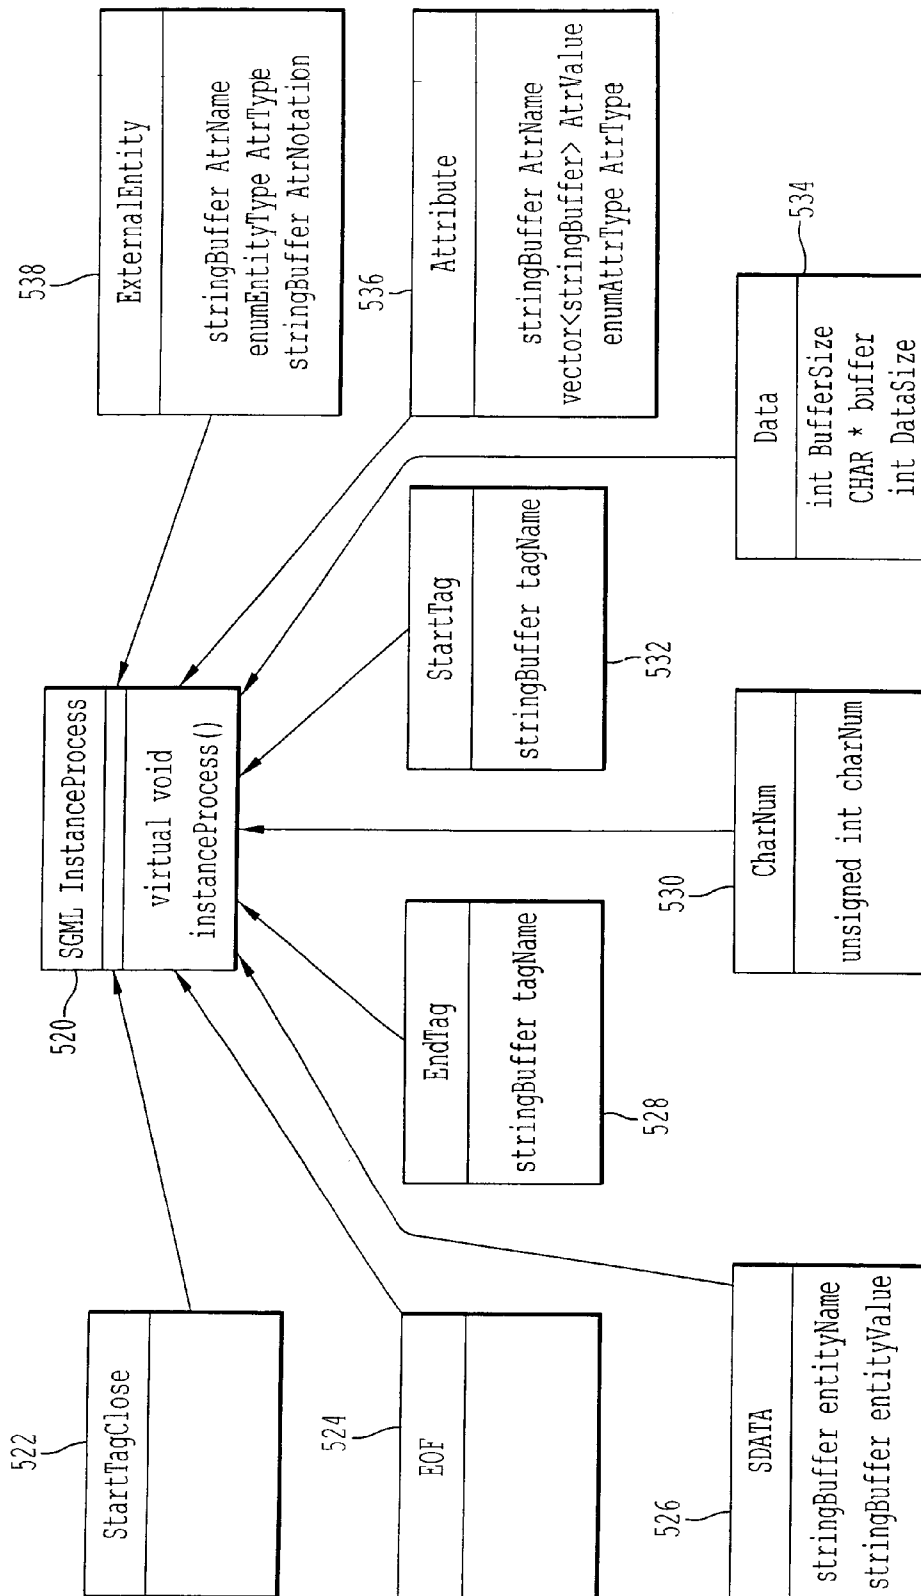 522
StartTagClose
520
SGML InstanceProcess
virtual void
instanceProcess()
538
ExternalEntity
stringBuffer AtrName
enumEntityType AtrType
stringBuffer AtrNotation
524
EOF
528
EndTag
stringBuffer tagName
532
StartTag
stringBuffer tagName
536
Attribute
stringBuffer AtrName
vector<stringBuffer> AtrValue
enumAttrType AtrType
526
SDATA
stringBuffer entityName
stringBuffer entityValue
530
CharNum
unsigned int charNum
534
Data
int BufferSize
CHAR * buffer
int DataSize